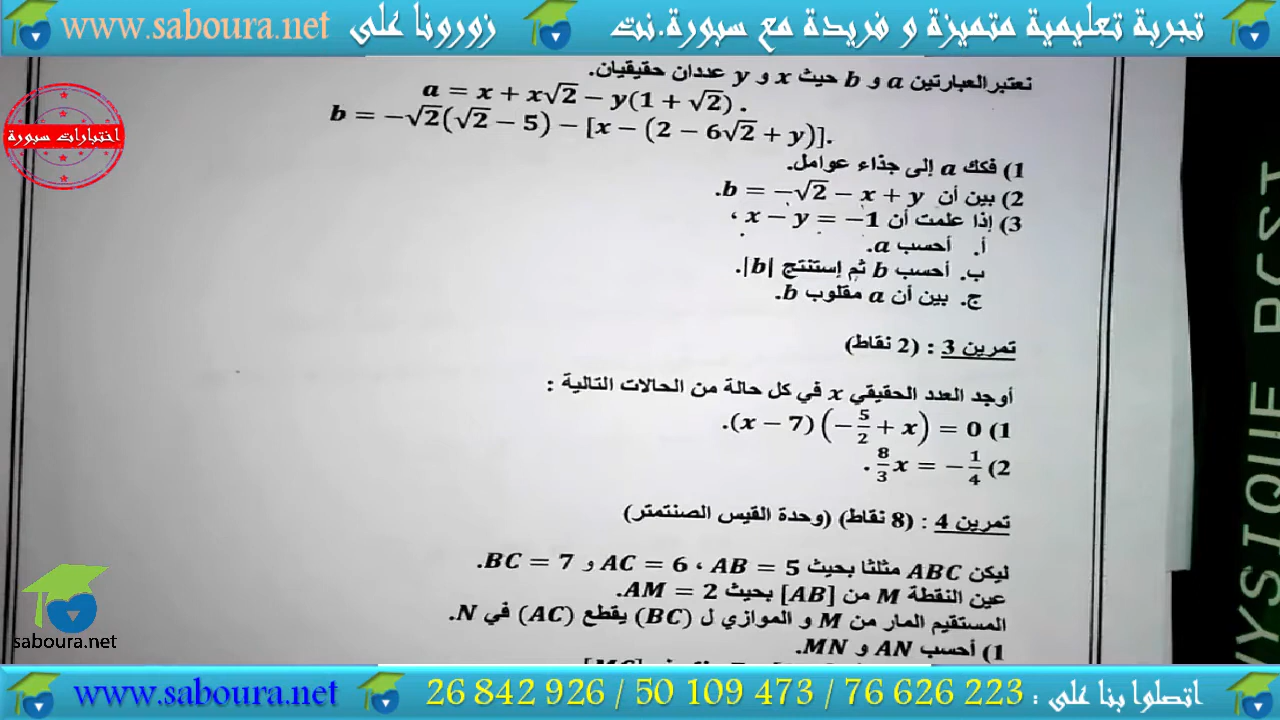 تجربة تعليمية متميزة و فريدة مع سبورة.نت زورونا على www.saboura.net
اختبارات سبورة
نعتبر العبارتين a و b حيث x و y عددان حقيقيان.
a = x + x√2 − y(1 + √2) .
b = −√2(√2 − 5) − [x − (2 − 6√2 + y)].
1) فكك a إلى جذاء عوامل.
2) بين أن b = −√2 − x + y.
3) إذا علمت أن x − y = −1 ،
أ. أحسب a.
ب. أحسب b ثم إستنتج |b|.
ج. بين أن a مقلوب b.
تمرين 3 : (2 نقاط)
أوجد العدد الحقيقي x في كل حالة من الحالات التالية :
1) (x − 7)(−5/2 + x) = 0.
2) 8/3 x = −1/4 .
تمرين 4 : (8 نقاط) (وحدة القيس الصنتمتر)
ليكن ABC مثلثا بحيث AB = 5 ، AC = 6 و BC = 7.
عين النقطة M من [AB] بحيث AM = 2.
المستقيم المار من M و الموازي ل (BC) يقطع (AC) في N.
1) أحسب AN و MN.
saboura.net
اتصلوا بنا على : 26 842 926 / 50 109 473 / 76 626 223 www.saboura.net